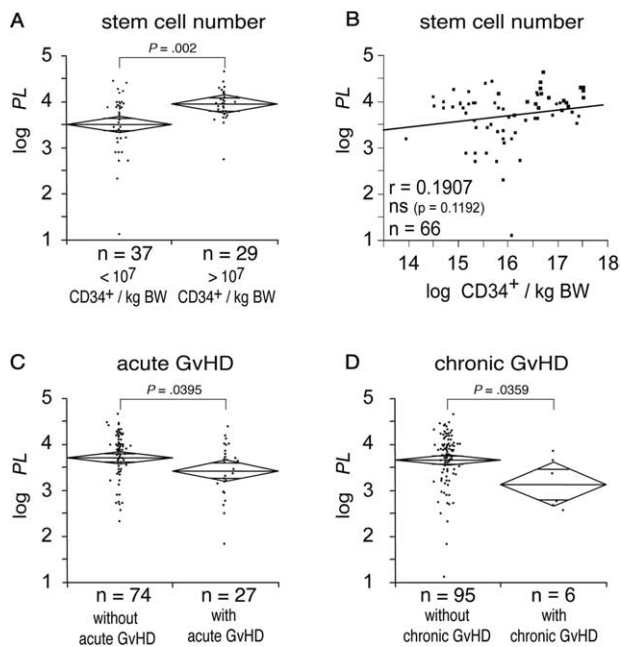 A stem cell number
P = .002
5
4
3
2
1
log PL
n = 37 n = 29
< 10⁷ > 10⁷
CD34⁺ / kg BW CD34⁺ / kg BW
B stem cell number
5
4
3
2
1
log PL
r = 0.1907
ns (p = 0.1192)
n = 66
14 15 16 17 18
log CD34⁺ / kg BW
C acute GvHD
P = .0395
5
4
3
2
1
log PL
n = 74 n = 27
without with
acute GvHD acute GvHD
D chronic GvHD
P = .0359
5
4
3
2
1
log PL
n = 95 n = 6
without with
chronic GvHD chronic GvHD